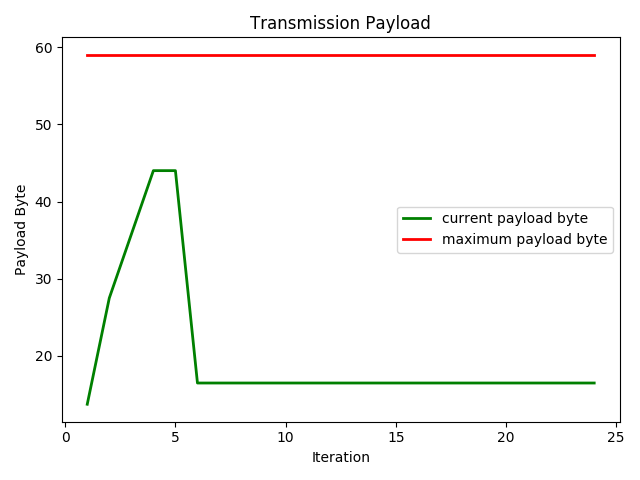 Transmission Payload
60
50
40
30
20
Payload Byte
current payload byte
maximum payload byte
0 5 10 15 20 25
Iteration